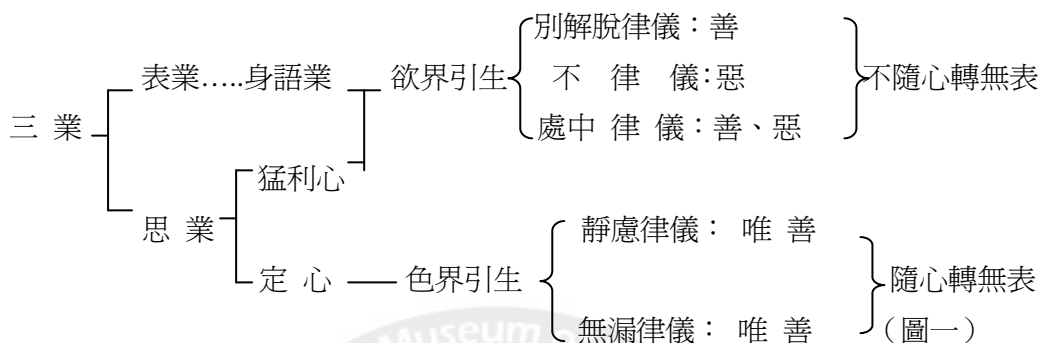 別解脫律儀：善
表業…..身語業 欲界引生 不 律 儀:惡 不隨心轉無表
三 業 處中 律 儀：善、惡
猛利心
思 業 靜慮律儀： 唯 善
定 心 色界引生 隨心轉無表
無漏律儀： 唯 善 （圖一）
Museum